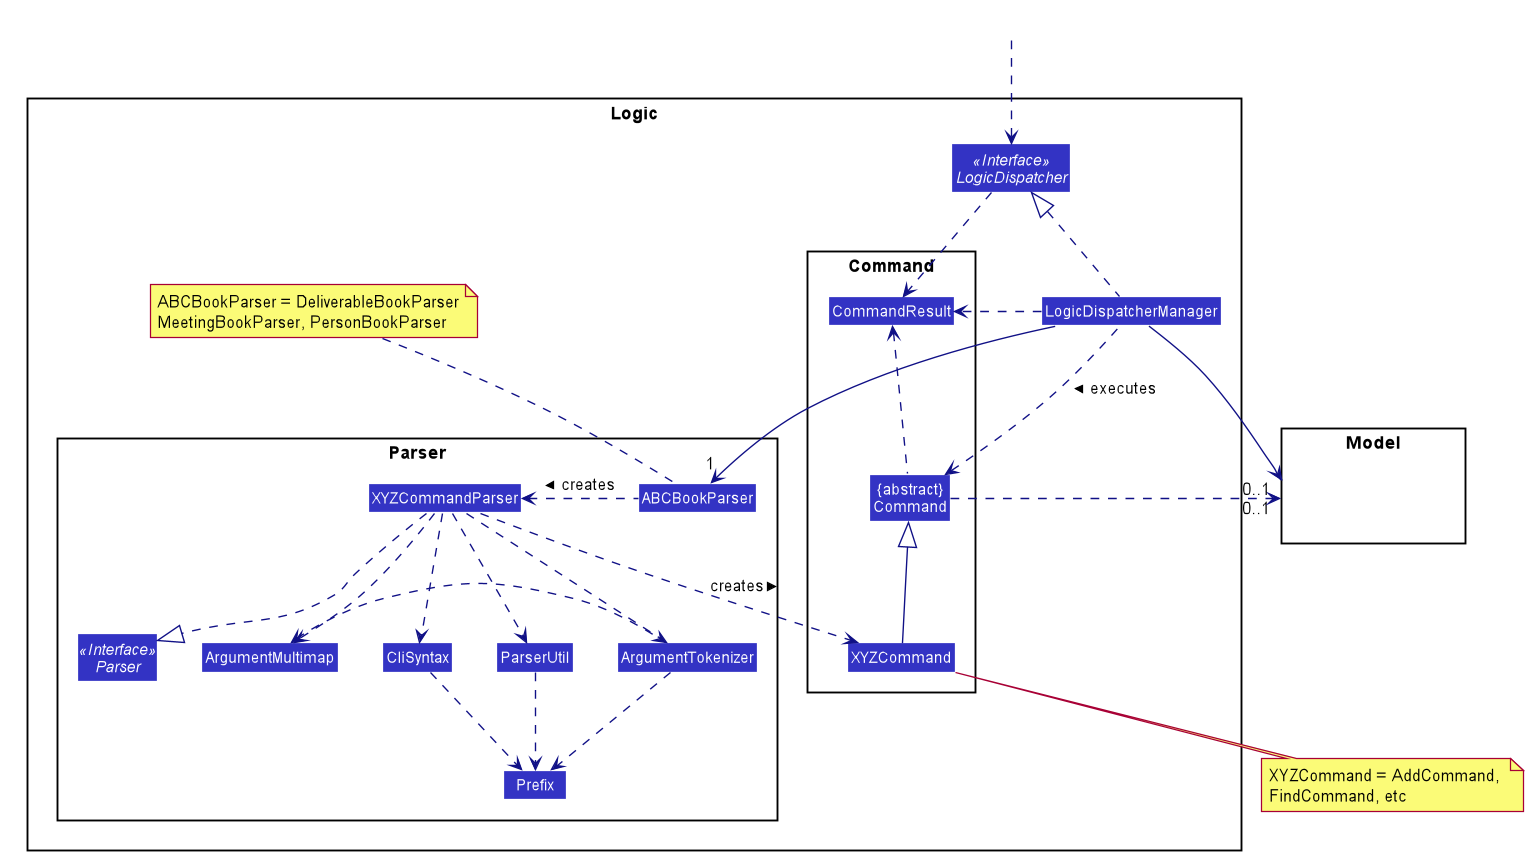 Logic
«Interface»
LogicDispatcher
Command
ABCBookParser = DeliverableBookParser
MeetingBookParser, PersonBookParser
CommandResult
LogicDispatcherManager
◄ executes
Parser
Model
1
XYZCommandParser
◄ creates
ABCBookParser
{abstract}
Command
0..1
0..1
creates ►
«Interface»
Parser
ArgumentMultimap
CliSyntax
ParserUtil
ArgumentTokenizer
XYZCommand
Prefix
XYZCommand = AddCommand,
FindCommand, etc